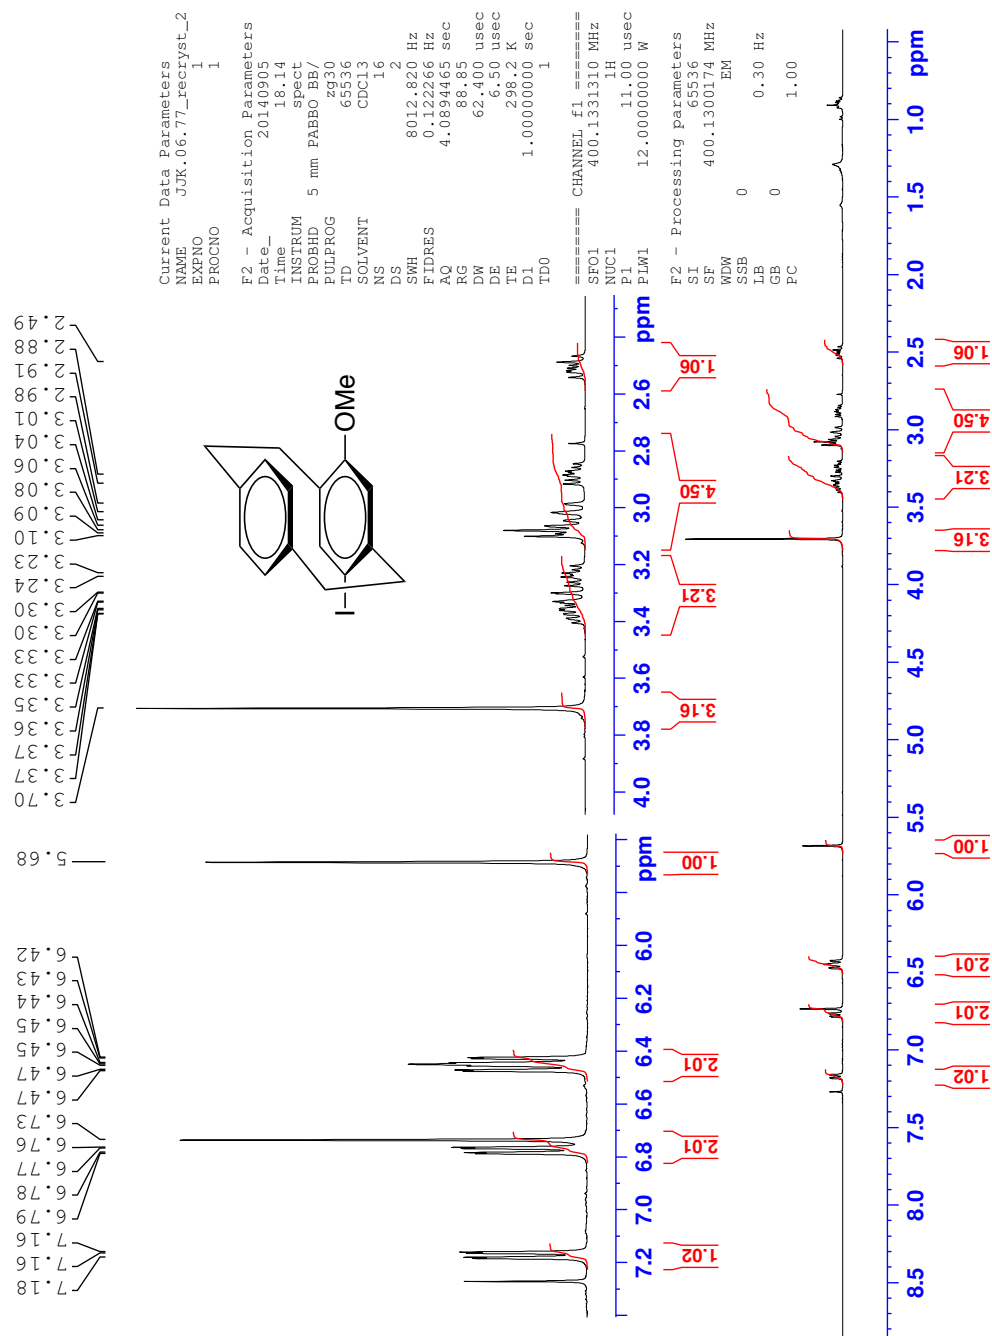 Current Data Parameters
NAME JJK.06.77_recryst_2
EXPNO 1
PROCNO 1
F2 - Acquisition Parameters
Date_ 20140905
Time 18.14
INSTRUM spect
PROBHD 5 mm PABBO BB/
PULPROG zg30
TD 65536
SOLVENT CDCl3
NS 16
DS 2
SWH 8012.820 Hz
FIDRES 0.122266 Hz
AQ 4.0894465 sec
RG 88.85
DW 62.400 usec
DE 6.50 usec
TE 298.2 K
D1 1.00000000 sec
TD0 1
======== CHANNEL f1 ========
SFO1 400.1331310 MHz
NUC1 1H
P1 11.00 usec
PLW1 12.00000000 W
F2 - Processing parameters
SI 65536
SF 400.1300174 MHz
WDW EM
SSB 0
LB 0.30 Hz
GB 0
PC 1.00
7.18
7.16
7.16
6.79
6.78
6.77
6.76
6.73
6.47
6.47
6.45
6.45
6.44
6.43
6.42
5.68
3.70
3.37
3.37
3.36
3.35
3.33
3.33
3.30
3.30
3.24
3.23
3.10
3.09
3.08
3.06
3.04
3.01
2.98
2.91
2.88
2.49
I
OMe
7.2 7.0 6.8 6.6 6.4 6.2 6.0 ppm
1.02 2.01 2.01 1.00
4.0 3.8 3.6 3.4 3.2 3.0 2.8 2.6 ppm
3.16 3.21 4.50 1.06
8.5 8.0 7.5 7.0 6.5 6.0 5.5 5.0 4.5 4.0 3.5 3.0 2.5 2.0 1.5 1.0 ppm
1.02 2.01 2.01 1.00 3.16 3.21 4.50 1.06